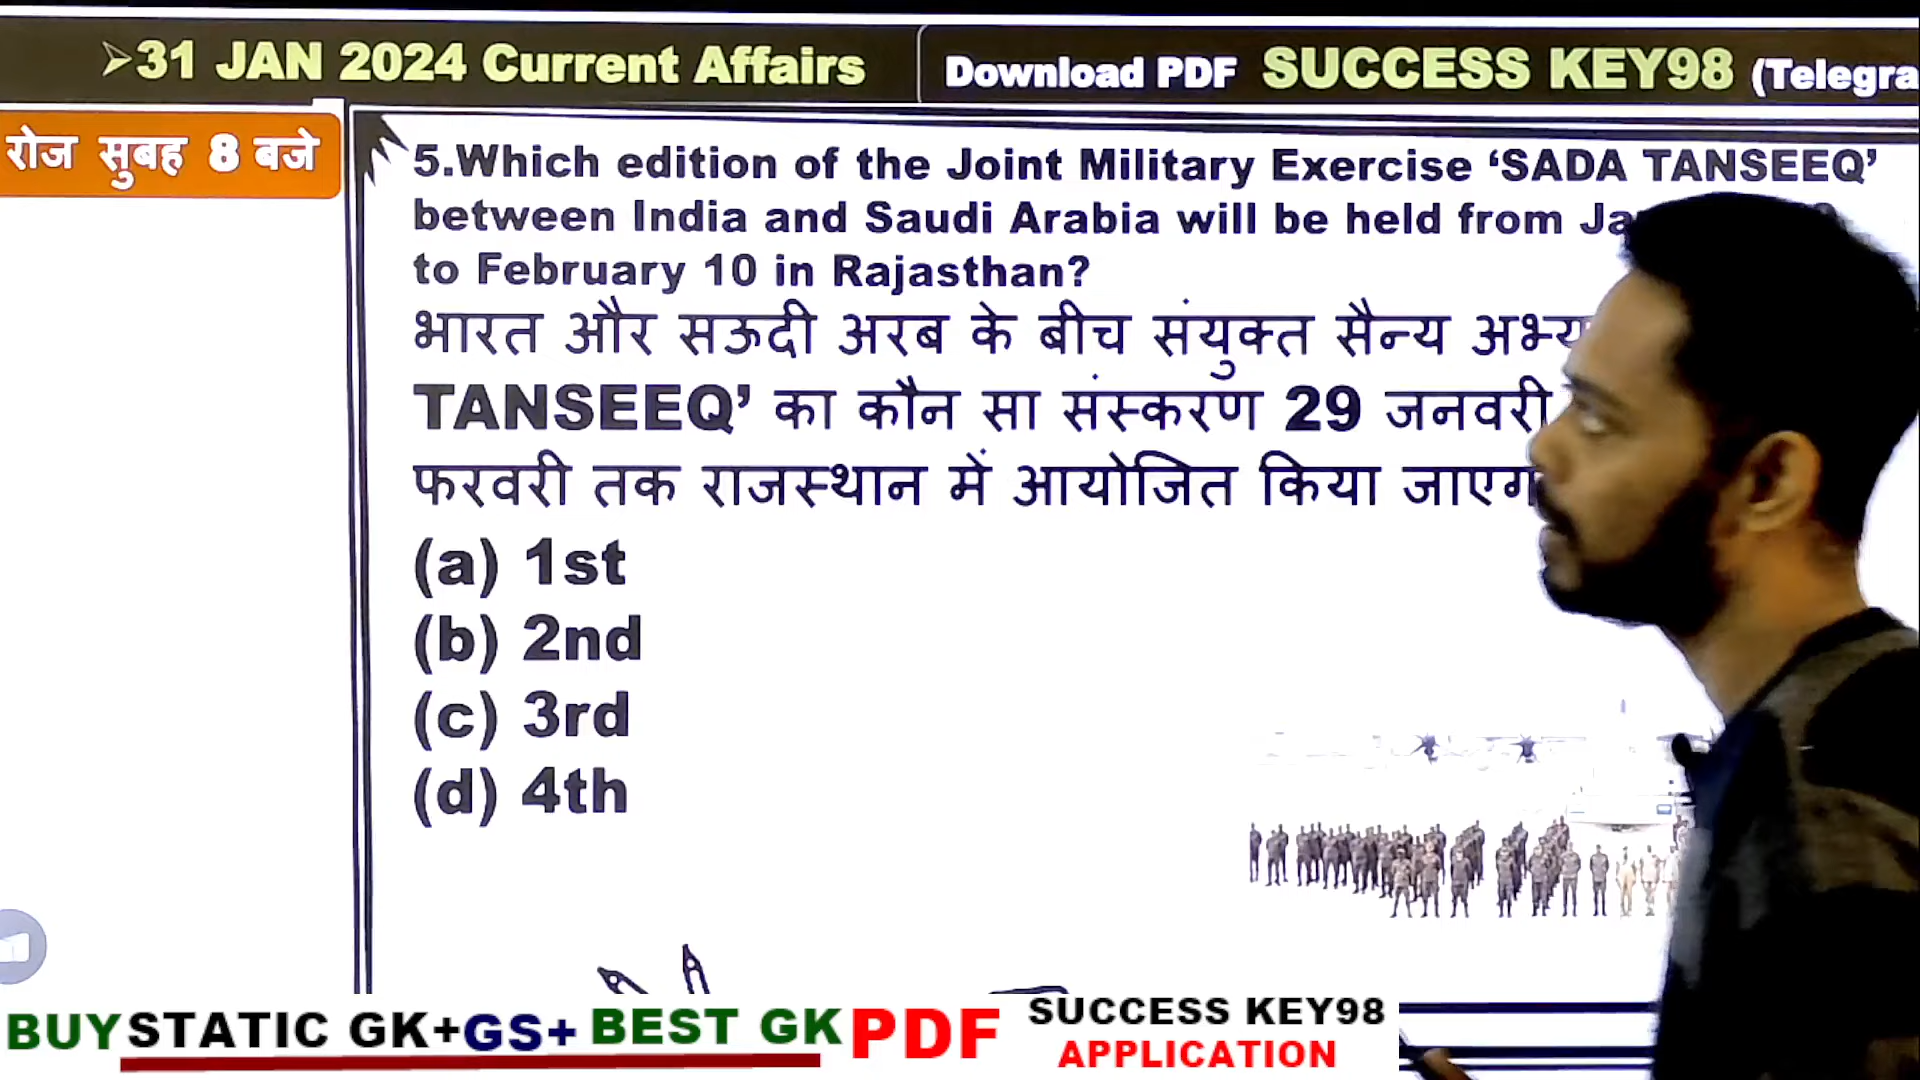 ➢31 JAN 2024 Current Affairs
Download PDF SUCCESS KEY98 (Telegra
रोज सुबह 8 बजे
5.Which edition of the Joint Military Exercise ‘SADA TANSEEQ’
between India and Saudi Arabia will be held from Ja
to February 10 in Rajasthan?
भारत और सऊदी अरब के बीच संयुक्त सैन्य अभ्य
TANSEEQ’ का कौन सा संस्करण 29 जनवरी
फरवरी तक राजस्थान में आयोजित किया जाएग
(a) 1st
(b) 2nd
(c) 3rd
(d) 4th
BUY STATIC GK+GS+ BEST GK PDF
SUCCESS KEY98
APPLICATION